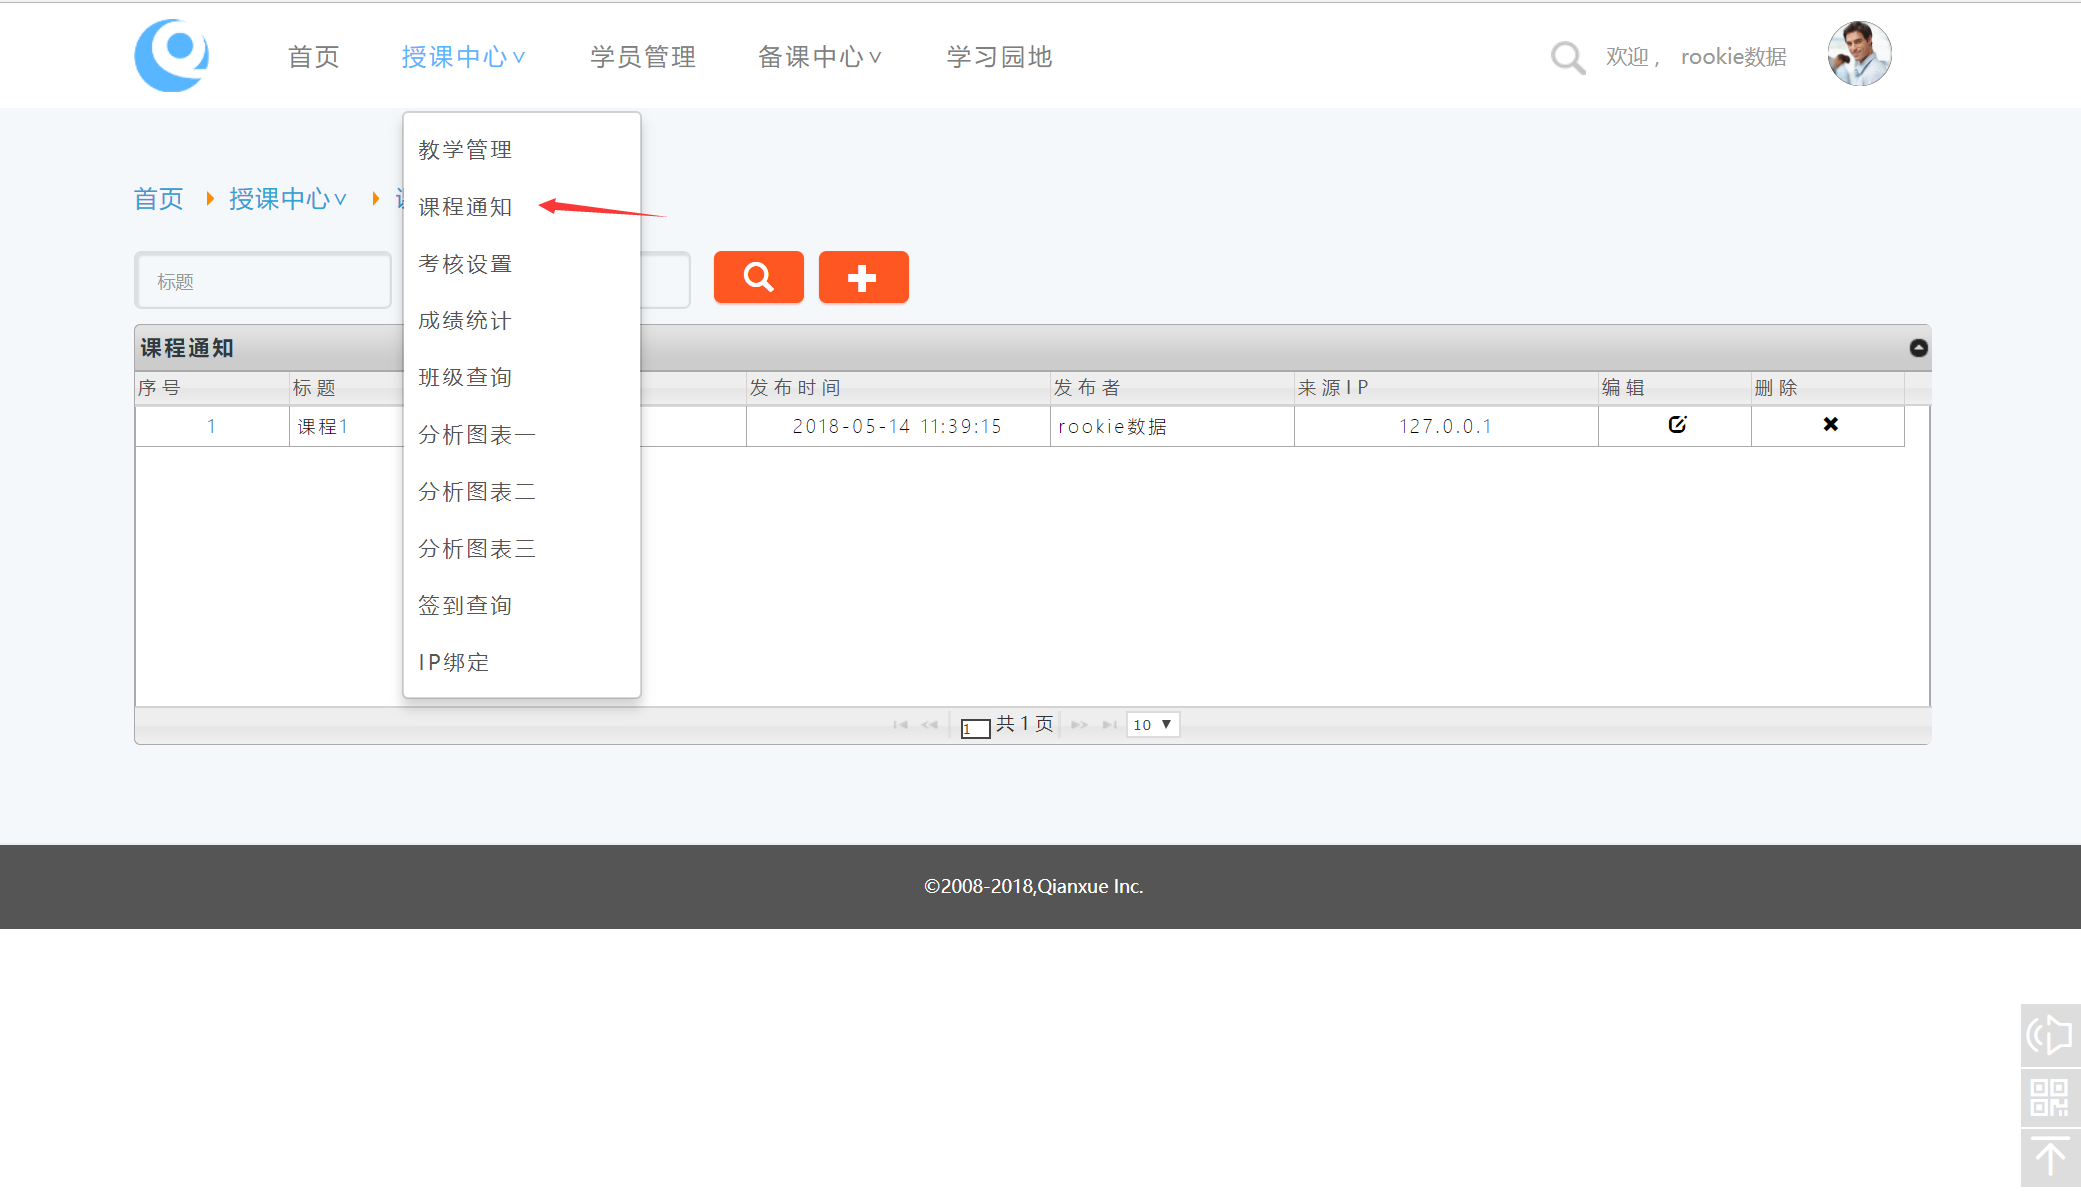 首页 授课中心∨ 学员管理 备课中心∨ 学习园地 欢迎， rookie数据
教学管理
首页 授课中心∨
课程通知
标题
考核设置
成绩统计
班级查询
分析图表一
分析图表二
分析图表三
签到查询
IP绑定
课程通知
序号 标题 发布时间 发布者 来源IP 编辑 删除
1 课程1 2018-05-14 11:39:15 rookie数据 127.0.0.1
1 共 1 页 10
©2008-2018,Qianxue Inc.